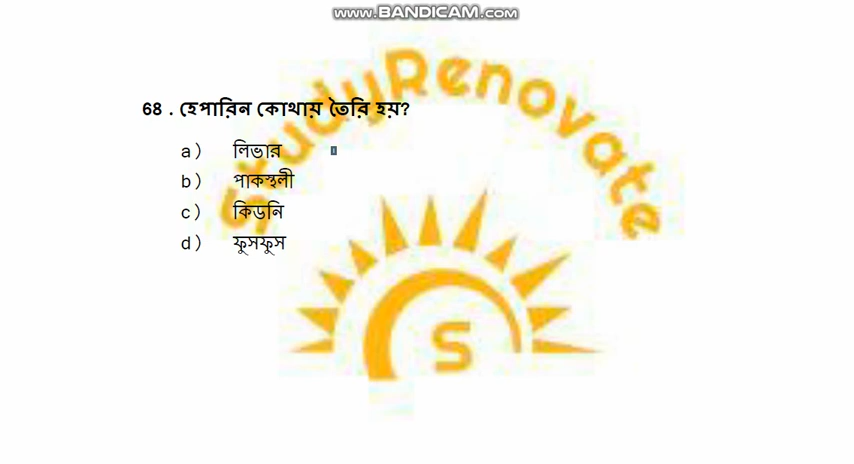 www.BANDICAM.com
StudyRenovate
68 . হেপারিন কোথায় তৈরি হয়?
a ) লিভার
b ) পাকস্থলী
c ) কিডনি
d ) ফুসফুস
S